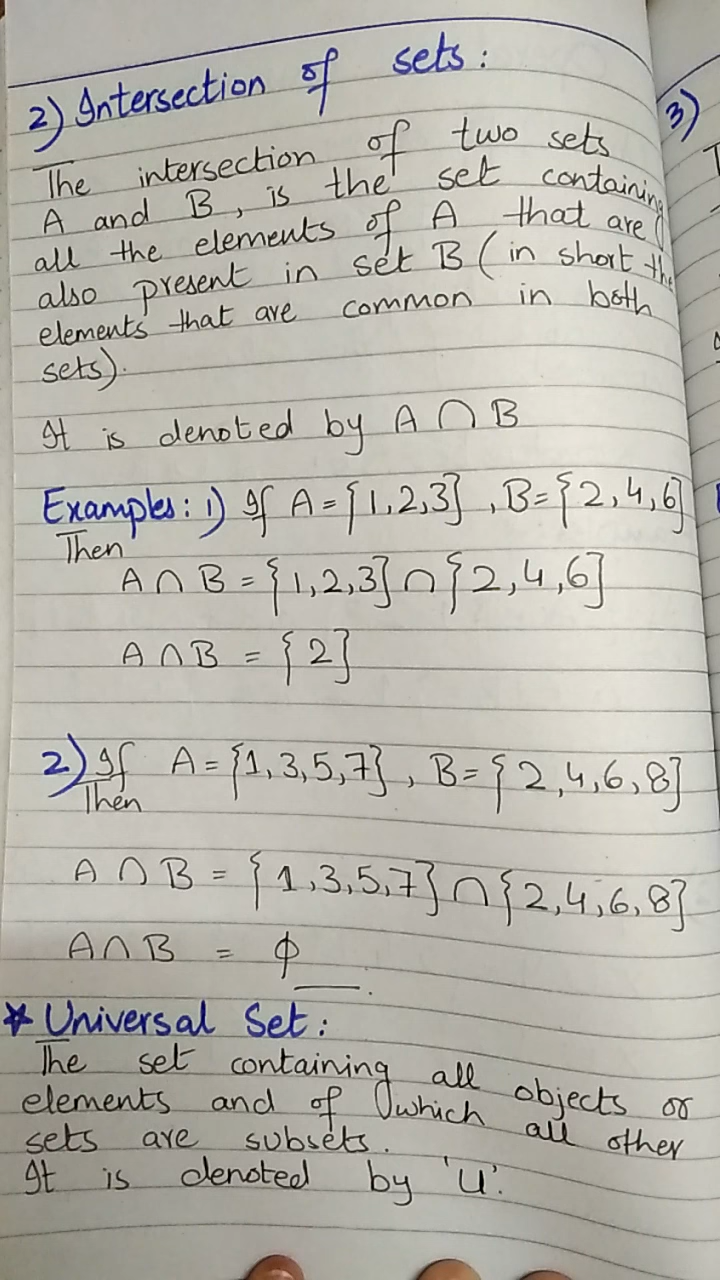 2) Intersection of sets:
The intersection of two sets
A and B, is the set containing
all the elements of A that are
also present in set B (in short the
elements that are common in both
sets).
It is denoted by A ∩ B
Examples: 1) If A = {1,2,3}, B = {2,4,6}
Then
A ∩ B = {1,2,3} ∩ {2,4,6}
A ∩ B = {2}
2) If A = {1,3,5,7}, B = {2,4,6,8}
Then
A ∩ B = {1,3,5,7} ∩ {2,4,6,8}
A ∩ B = ϕ
* Universal Set:
The set containing all objects or
elements and of which all other
sets are subsets.
It is denoted by 'U'.
3)